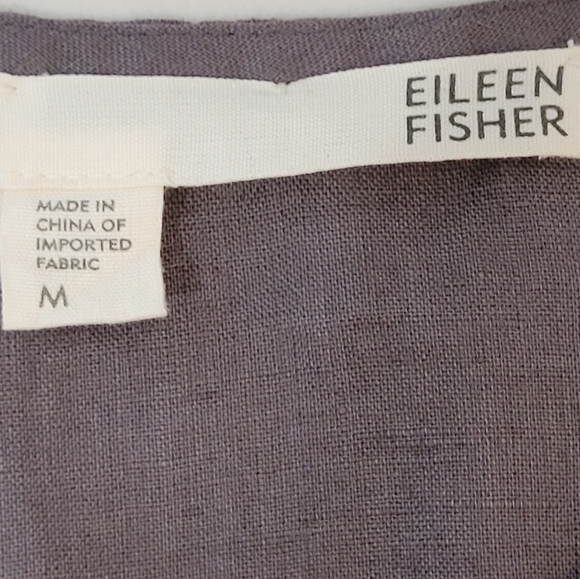 EILEEN
FISHER
MADE IN
CHINA OF
IMPORTED
FABRIC
M